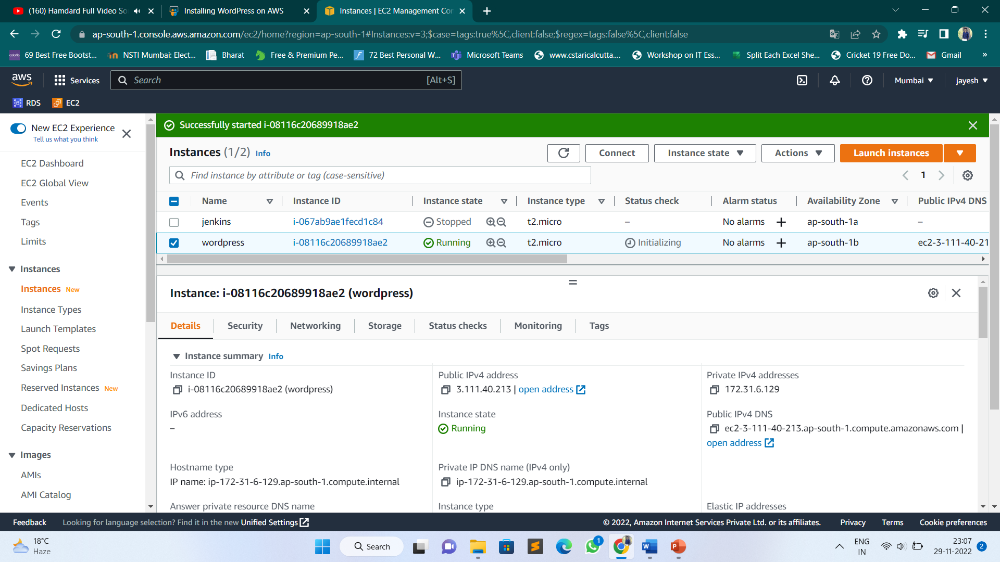 (160) Hamdard Full Video So
Installing WordPress on AWS
Instances | EC2 Management Con
ap-south-1.console.aws.amazon.com/ec2/home?region=ap-south-1#Instances:v=3;$case=tags:true%5C,client:false;$regex=tags:false%5C,client:false
69 Best Free Bootst... NSTI Mumbai: Elect... Bharat Free & Premium Pe... 72 Best Personal W... Microsoft Teams www.cstaricalcutta.... Workshop on IT Ess... Split Each Excel She... Cricket 19 Free Do... Gmail »
aws Services Search [Alt+S] Mumbai jayesh
RDS EC2
New EC2 Experience
Tell us what you think
EC2 Dashboard
EC2 Global View
Events
Tags
Limits
Instances
Instances New
Instance Types
Launch Templates
Spot Requests
Savings Plans
Reserved Instances New
Dedicated Hosts
Capacity Reservations
Images
AMIs
AMI Catalog
Successfully started i-08116c20689918ae2
Instances (1/2) Info Connect Instance state Actions Launch instances
Find instance by attribute or tag (case-sensitive) 1
Name Instance ID Instance state Instance type Status check Alarm status Availability Zone Public IPv4 DNS
jenkins i-067ab9ae1fecd1c84 Stopped t2.micro – No alarms + ap-south-1a –
wordpress i-08116c20689918ae2 Running t2.micro Initializing No alarms + ap-south-1b ec2-3-111-40-21
Instance: i-08116c20689918ae2 (wordpress)
Details Security Networking Storage Status checks Monitoring Tags
Instance summary Info
Instance ID Public IPv4 address Private IPv4 addresses
i-08116c20689918ae2 (wordpress) 3.111.40.213 | open address 172.31.6.129
IPv6 address Instance state Public IPv4 DNS
– Running ec2-3-111-40-213.ap-south-1.compute.amazonaws.com |
open address
Hostname type Private IP DNS name (IPv4 only)
IP name: ip-172-31-6-129.ap-south-1.compute.internal ip-172-31-6-129.ap-south-1.compute.internal
Answer private resource DNS name Instance type Elastic IP addresses
Feedback Looking for language selection? Find it in the new Unified Settings © 2022, Amazon Internet Services Private Ltd. or its affiliates. Privacy Terms Cookie preferences
18°C
Haze
Search
1
ENG
IN
23:07
29-11-2022
2